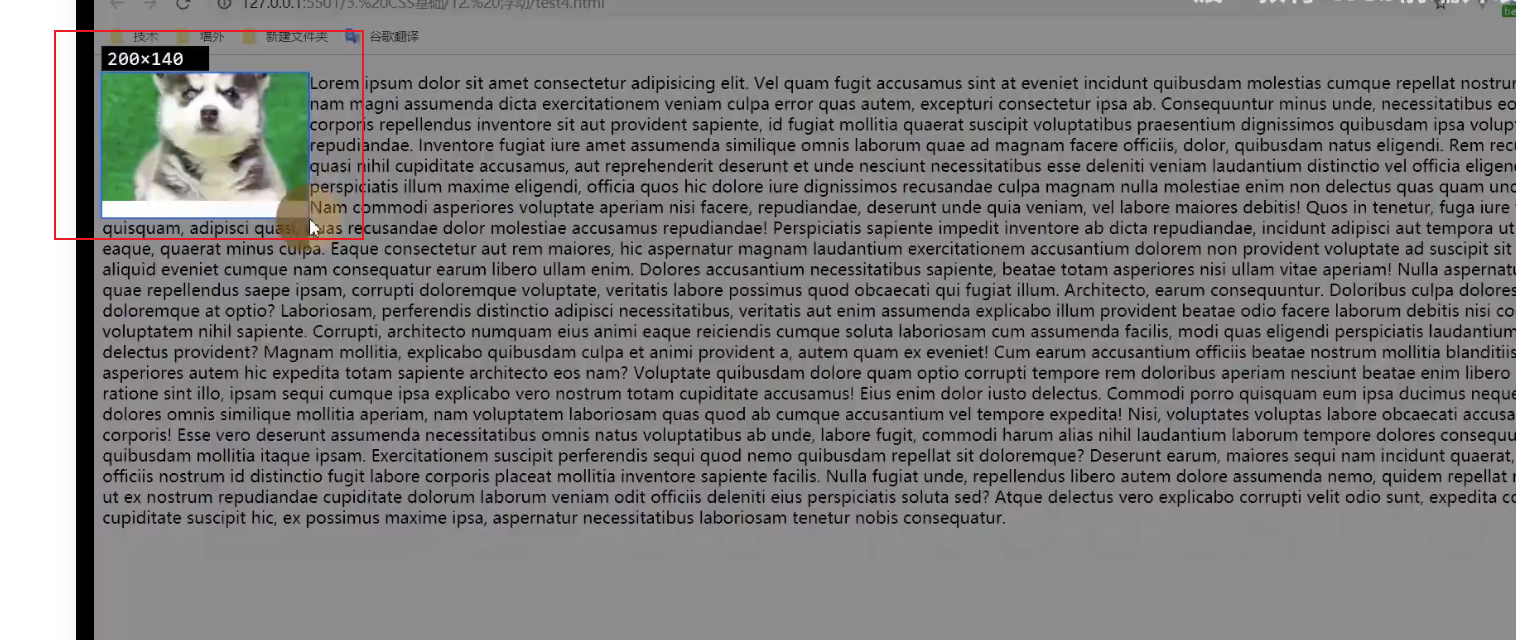 127.0.0.1:5501/3.%20CSS基础/12.%20浮动/test4.html
技术 墙外 新建文件夹 谷歌翻译
200×140
Lorem ipsum dolor sit amet consectetur adipisicing elit. Vel quam fugit accusamus sint at eveniet incidunt quibusdam molestias cumque repellat nostrum
nam magni assumenda dicta exercitationem veniam culpa error quas autem, excepturi consectetur ipsa ab. Consequuntur minus unde, necessitatibus eo
corporis repellendus inventore sit aut provident sapiente, id fugiat mollitia quaerat suscipit voluptatibus praesentium dignissimos quibusdam ipsa volup
repudiandae. Inventore fugiat iure amet assumenda similique omnis laborum quae ad magnam facere officiis, dolor, quibusdam natus eligendi. Rem rec
quasi nihil cupiditate accusamus, aut reprehenderit deserunt et unde nesciunt necessitatibus esse deleniti veniam laudantium distinctio vel officia eligen
perspiciatis illum maxime eligendi, officia quos hic dolore iure dignissimos recusandae culpa magnam nulla molestiae enim non delectus quas quam und
Nam commodi asperiores voluptate aperiam nisi facere, repudiandae, deserunt unde quia veniam, vel labore maiores debitis! Quos in tenetur, fuga iure
quisquam, adipisci quasi, quas recusandae dolor molestiae accusamus repudiandae! Perspiciatis sapiente impedit inventore ab dicta repudiandae, incidunt adipisci aut tempora ut
eaque, quaerat minus culpa. Eaque consectetur aut rem maiores, hic aspernatur magnam laudantium exercitationem accusantium dolorem non provident voluptate ad suscipit sit
aliquid eveniet cumque nam consequatur earum libero ullam enim. Dolores accusantium necessitatibus sapiente, beatae totam asperiores nisi ullam vitae aperiam! Nulla aspernatu
quae repellendus saepe ipsam, corrupti doloremque voluptate, veritatis labore possimus quod obcaecati qui fugiat illum. Architecto, earum consequuntur. Doloribus culpa dolores
doloremque at optio? Laboriosam, perferendis distinctio adipisci necessitatibus, veritatis aut enim assumenda explicabo illum provident beatae odio facere laborum debitis nisi co
voluptatem nihil sapiente. Corrupti, architecto numquam eius animi eaque reiciendis cumque soluta laboriosam cum assumenda facilis, modi quas eligendi perspiciatis laudantium
delectus provident? Magnam mollitia, explicabo quibusdam culpa et animi provident a, autem quam ex eveniet! Cum earum accusantium officiis beatae nostrum mollitia blanditiis
asperiores autem hic expedita totam sapiente architecto eos nam? Voluptate quibusdam dolore quam optio corrupti tempore rem doloribus aperiam nesciunt beatae enim libero
ratione sint illo, ipsam sequi cumque ipsa explicabo vero nostrum totam cupiditate accusamus! Eius enim dolor iusto delectus. Commodi porro quisquam eum ipsa ducimus neque
dolores omnis similique mollitia aperiam, nam voluptatem laboriosam quas quod ab cumque accusantium vel tempore expedita! Nisi, voluptates voluptas labore obcaecati accusa
corporis! Esse vero deserunt assumenda necessitatibus omnis natus voluptatibus ab unde, labore fugit, commodi harum alias nihil laudantium laborum tempore dolores consequu
quibusdam mollitia itaque ipsam. Exercitationem suscipit perferendis sequi quod nemo quibusdam repellat sit doloremque? Deserunt earum, maiores sequi nam incidunt quaerat,
officiis nostrum id distinctio fugit labore corporis placeat mollitia inventore sapiente facilis. Nulla fugiat unde, repellendus libero autem dolore assumenda nemo, quidem repellat
ut ex nostrum repudiandae cupiditate dolorum laborum veniam odit officiis deleniti eius perspiciatis soluta sed? Atque delectus vero explicabo corrupti velit odio sunt, expedita co
cupiditate suscipit hic, ex possimus maxime ipsa, aspernatur necessitatibus laboriosam tenetur nobis consequatur.